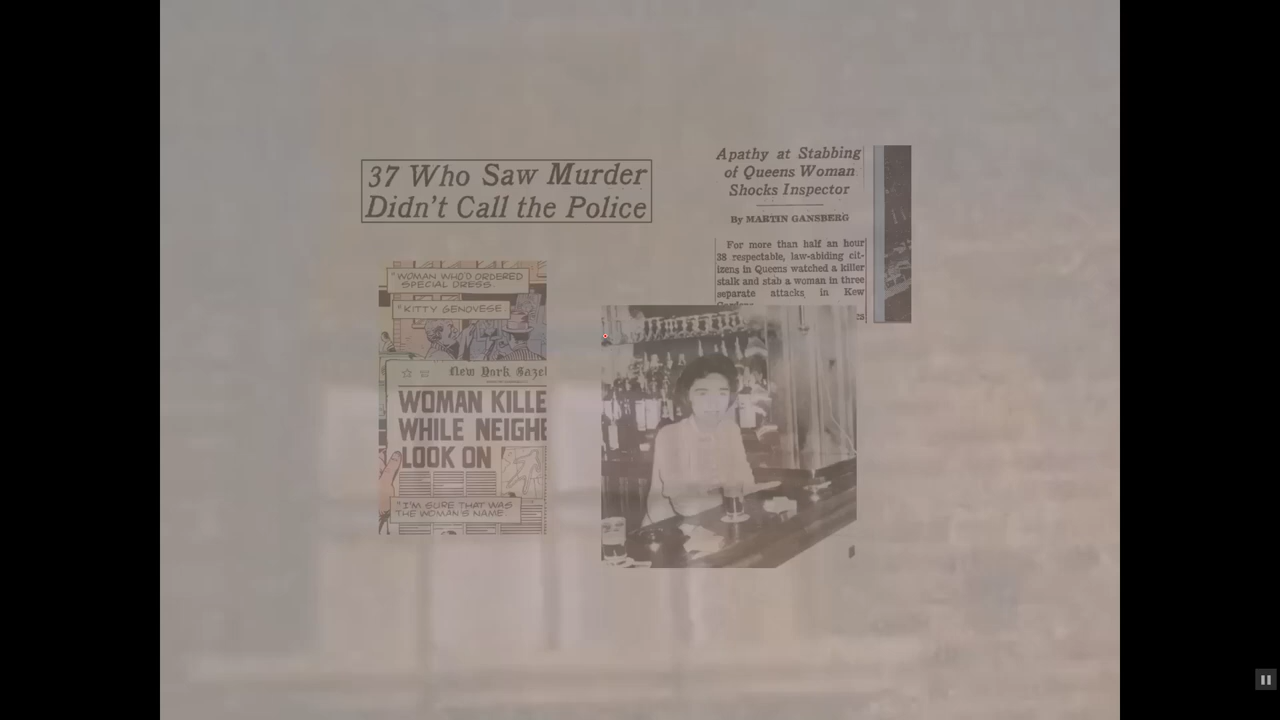 37 Who Saw Murder
Didn't Call the Police
Apathy at Stabbing
of Queens Woman
Shocks Inspector
By MARTIN GANSBERG
For more than half an hour
38 respectable, law-abiding cit-
izens in Queens watched a killer
stalk and stab a woman in three
separate attacks in Kew
"WOMAN WHO'D ORDERED
SPECIAL DRESS.
"KITTY GENOVESE.
New York Gazet
WOMAN KILLE
WHILE NEIGHB
LOOK ON
"I'M SURE THAT WAS
THE WOMAN'S NAME.